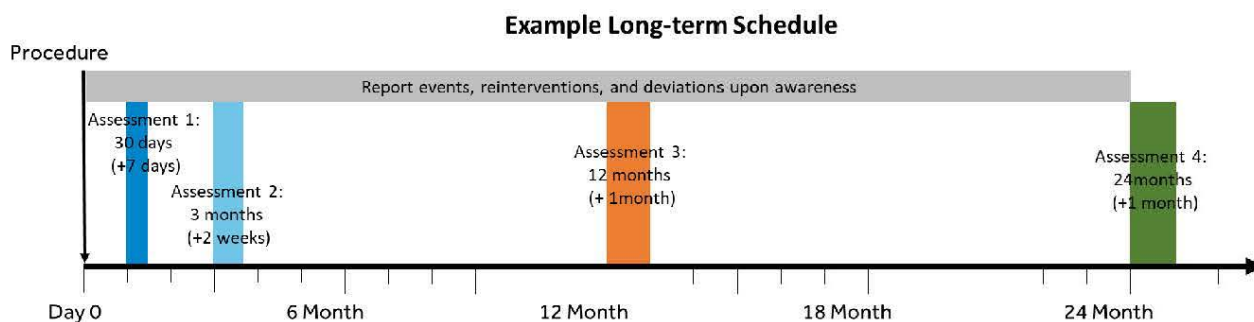 Example Long-term Schedule
Procedure
Report events, reinterventions, and deviations upon awareness
Assessment 1:
30 days
(+7 days)
Assessment 2:
3 months
(+2 weeks)
Assessment 3:
12 months
(+ 1month)
Assessment 4:
24months
(+1 month)
Day 0
6 Month
12 Month
18 Month
24 Month